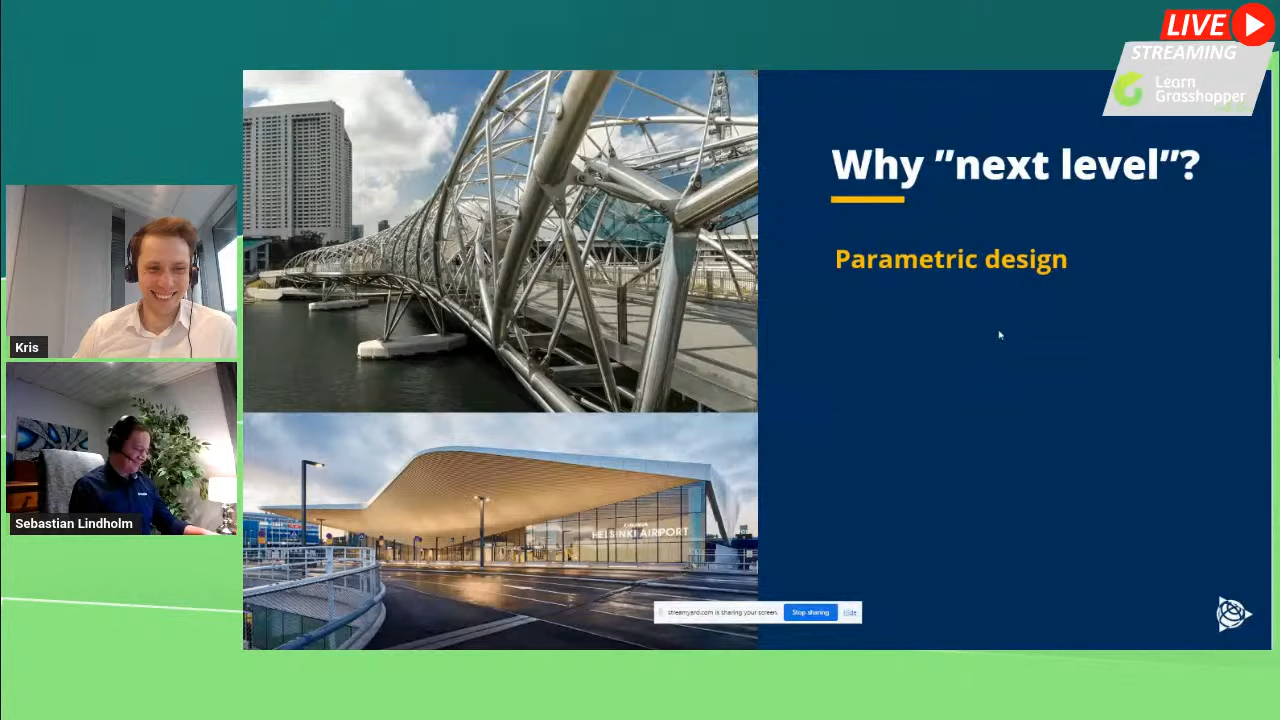 LIVE
STREAMING
Learn
Grasshopper
Why ”next level”?
Parametric design
Kris
Sebastian Lindholm
HELSINKI AIRPORT
streamyard.com is sharing your screen.
Stop sharing
Hide